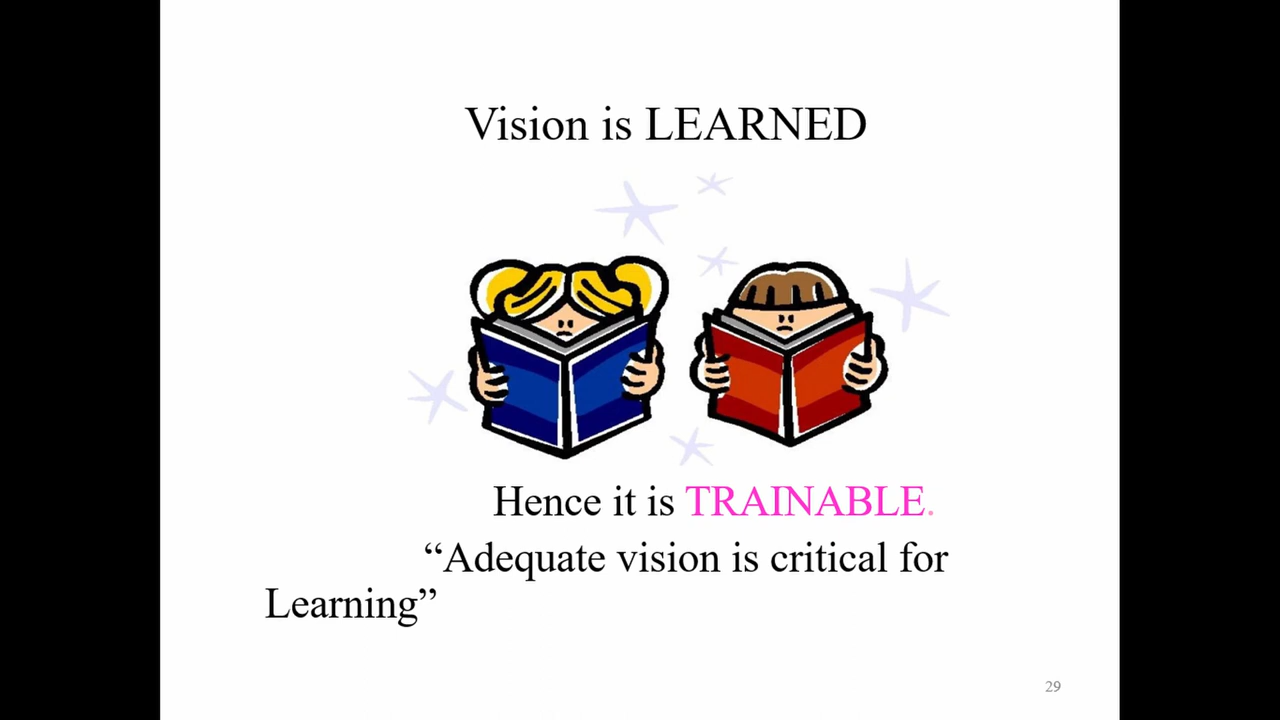 Vision is LEARNED
Hence it is TRAINABLE.
“Adequate vision is critical for
Learning”
29